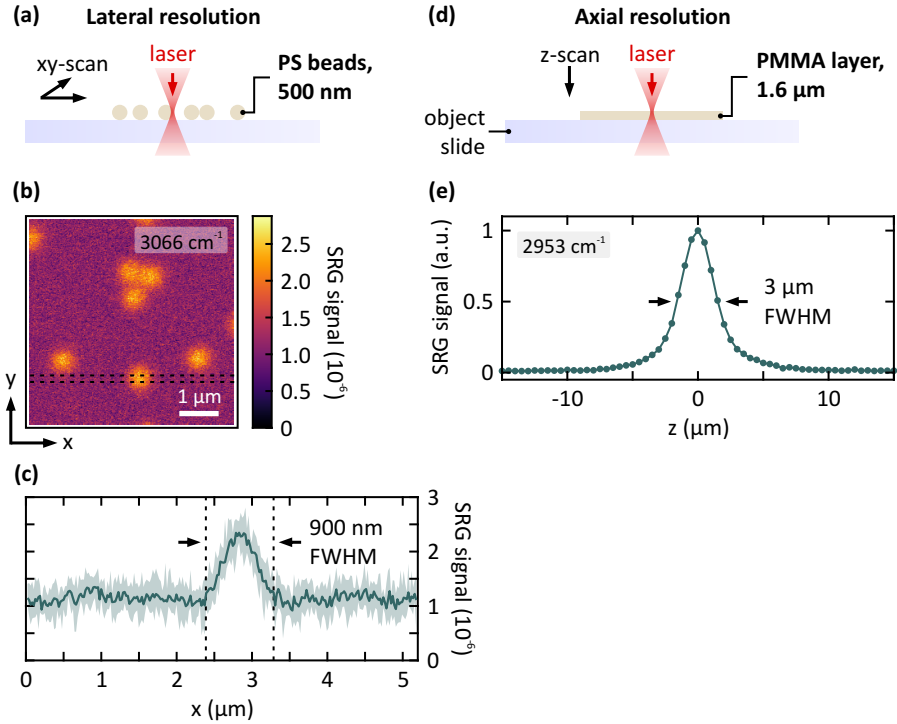 (a)
Lateral resolution
xy-scan
laser
PS beads,
500 nm
(d)
Axial resolution
z-scan
laser
PMMA layer,
1.6 µm
object
slide
(b)
3066 cm⁻¹
1 µm
y
x
2.5
2.0
1.5
1.0
0.5
0
SRG signal (10⁻⁶)
(e)
2953 cm⁻¹
3 µm
FWHM
1
0.5
0
SRG signal (a.u.)
-10
0
10
z (µm)
(c)
900 nm
FWHM
3
2
1
0
SRG signal (10⁻⁶)
0
1
2
3
4
5
x (µm)